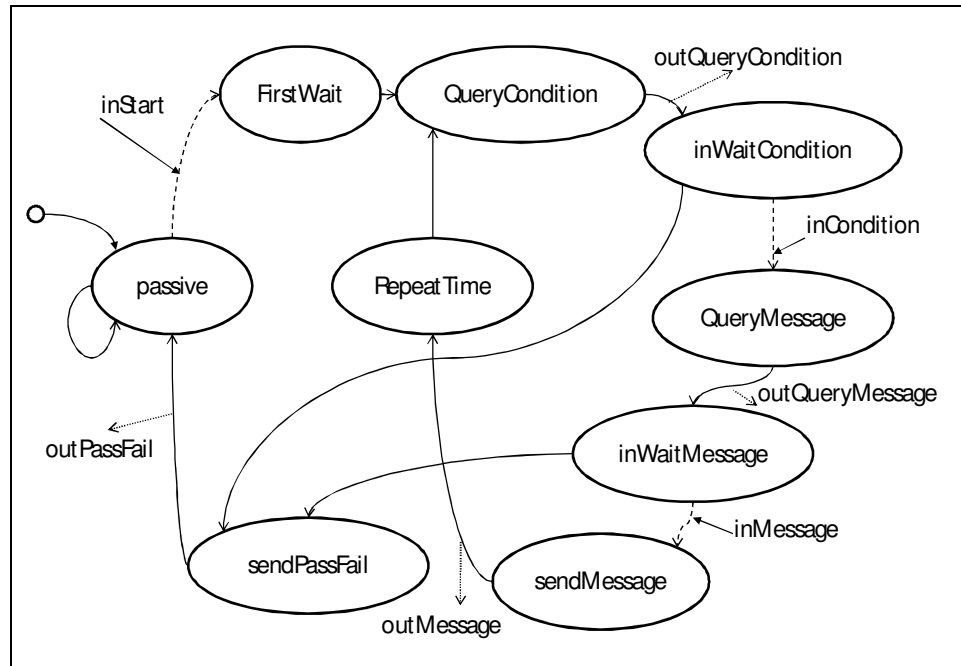 outQueryCondition
FirstWait
QueryCondition
inStart
inWaitCondition
inCondition
passive
RepeatTime
QueryMessage
outQueryMessage
outPassFail
inWaitMessage
inMessage
sendPassFail
sendMessage
outMessage